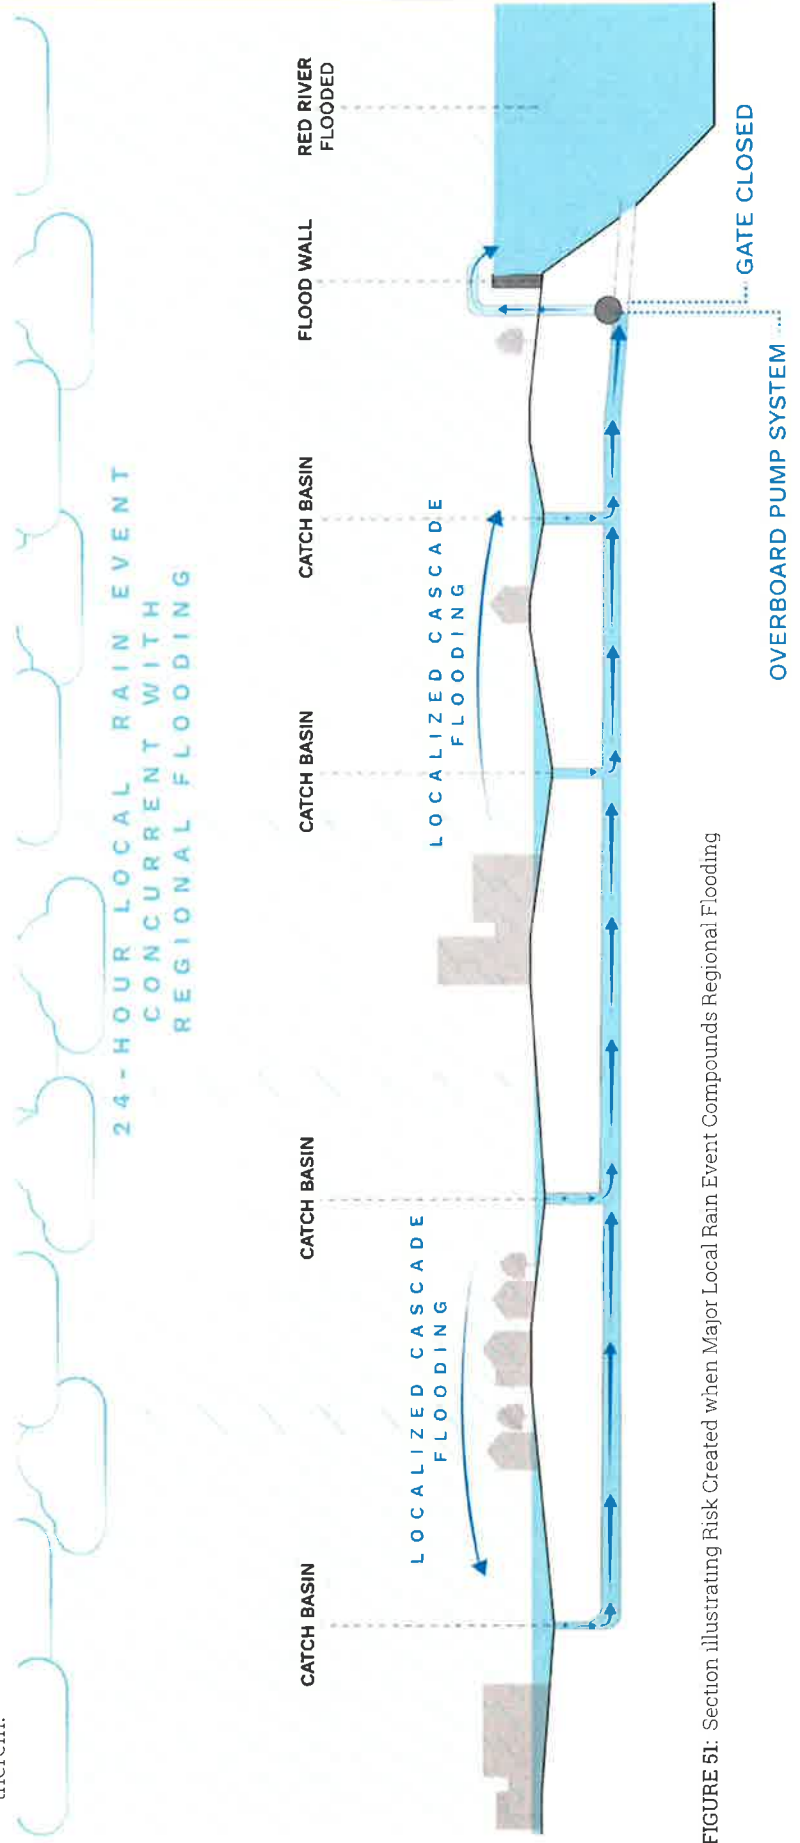 therein.
24-HOUR LOCAL RAIN EVENT
CONCURRENT WITH
REGIONAL FLOODING
CATCH BASIN
CATCH BASIN
CATCH BASIN
CATCH BASIN
FLOOD WALL
RED RIVER
FLOODED
LOCALIZED CASCADE
FLOODING
LOCALIZED CASCADE
FLOODING
GATE CLOSED
OVERBOARD PUMP SYSTEM
FIGURE 51: Section illustrating Risk Created when Major Local Rain Event Compounds Regional Flooding